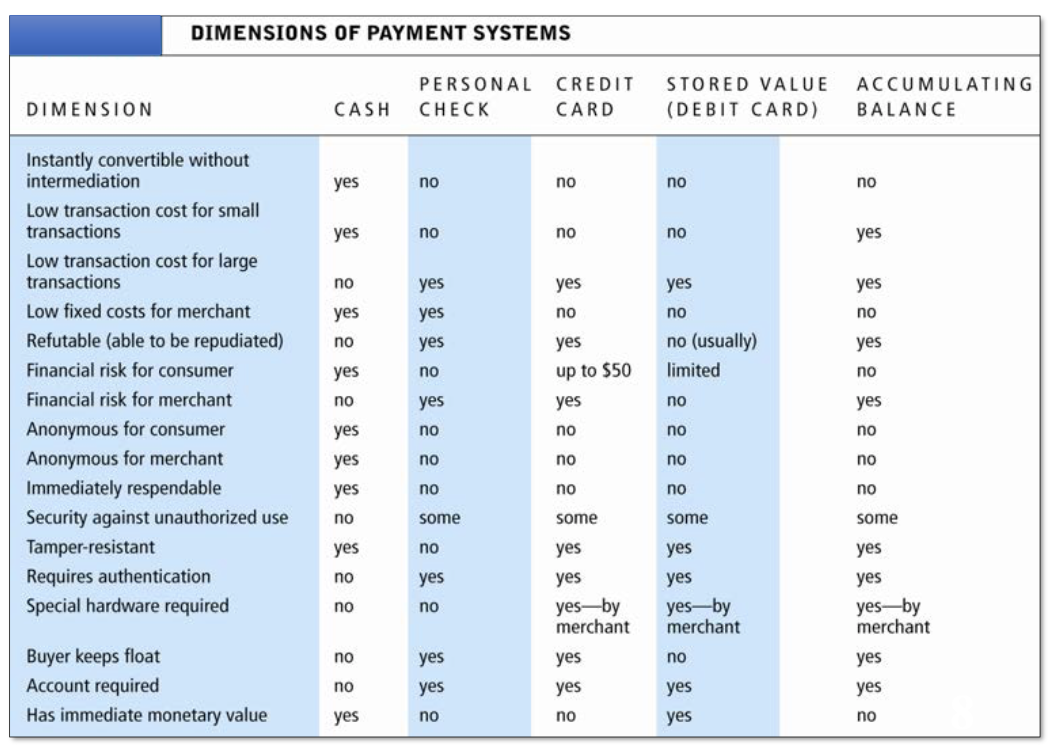 DIMENSIONS OF PAYMENT SYSTEMS
DIMENSION CASH PERSONAL CHECK CREDIT CARD STORED VALUE (DEBIT CARD) ACCUMULATING BALANCE
Instantly convertible without
intermediation yes no no no no
Low transaction cost for small
transactions yes no no no yes
Low transaction cost for large
transactions no yes yes yes yes
Low fixed costs for merchant yes yes no no no
Refutable (able to be repudiated) no yes yes no (usually) yes
Financial risk for consumer yes no up to $50 limited no
Financial risk for merchant no yes yes no yes
Anonymous for consumer yes no no no no
Anonymous for merchant yes no no no no
Immediately respendable yes no no no no
Security against unauthorized use no some some some some
Tamper-resistant yes no yes yes yes
Requires authentication no yes yes yes yes
Special hardware required no no yes—by yes—by yes—by
merchant merchant merchant
Buyer keeps float no yes yes no yes
Account required no yes yes yes yes
Has immediate monetary value yes no no yes no